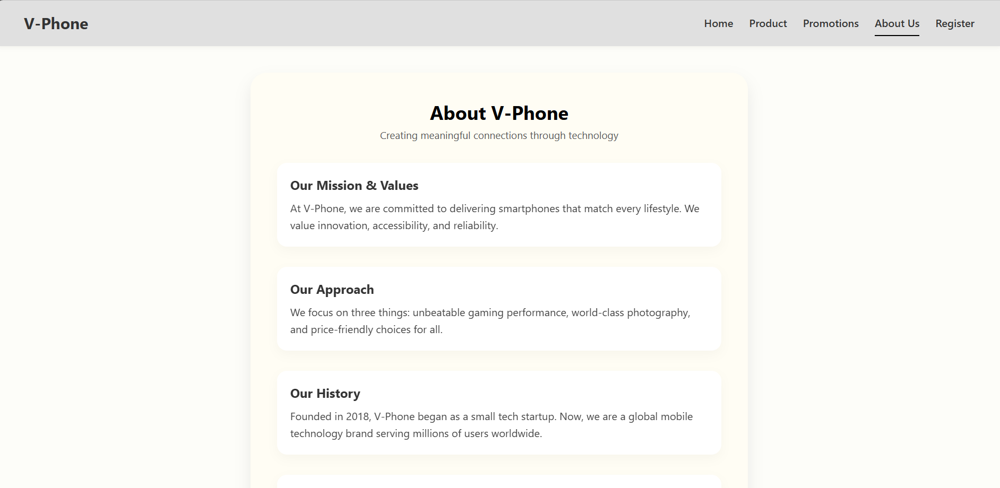 V-Phone
Home Product Promotions About Us Register
About V-Phone
Creating meaningful connections through technology
Our Mission & Values
At V-Phone, we are committed to delivering smartphones that match every lifestyle. We
value innovation, accessibility, and reliability.
Our Approach
We focus on three things: unbeatable gaming performance, world-class photography,
and price-friendly choices for all.
Our History
Founded in 2018, V-Phone began as a small tech startup. Now, we are a global mobile
technology brand serving millions of users worldwide.